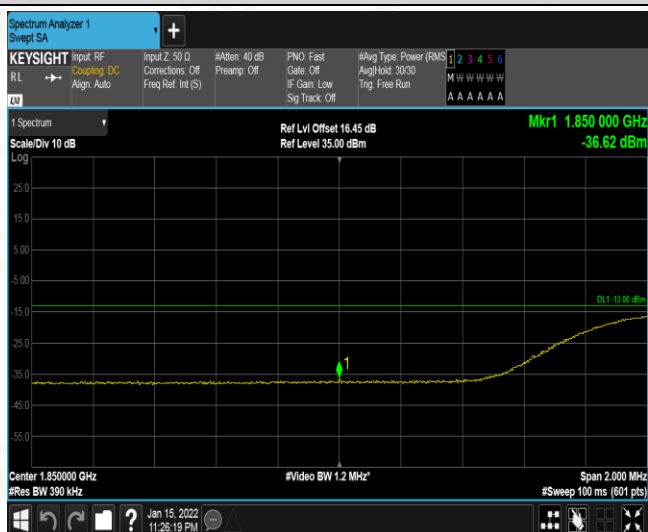 Spectrum Analyzer 1
Swept SA
+
KEYSIGHT
RL
LXI
Input: RF
Coupling: DC
Align: Auto
Input Z: 50 Ω
Corrections: Off
Freq Ref: Int (S)
#Atten: 40 dB
Preamp: Off
PNO: Fast
Gate: Off
IF Gain: Low
Sig Track: Off
#Avg Type: Power (RMS
Avg|Hold: 30/30
Trig: Free Run
1 2 3 4 5 6
M W W W W W
A A A A A A
1 Spectrum
Scale/Div 10 dB
Ref Lvl Offset 16.45 dB
Ref Level 35.00 dBm
Mkr1 1.850 000 GHz
-36.62 dBm
Log
25.0
15.0
5.00
-5.00
-15.0
-25.0
-35.0
-45.0
-55.0
DL1 -13.00 dBm
1
Center 1.850000 GHz
#Res BW 390 kHz
#Video BW 1.2 MHz*
Span 2.000 MHz
#Sweep 100 ms (601 pts)
?
Jan 15, 2022
11:26:19 PM